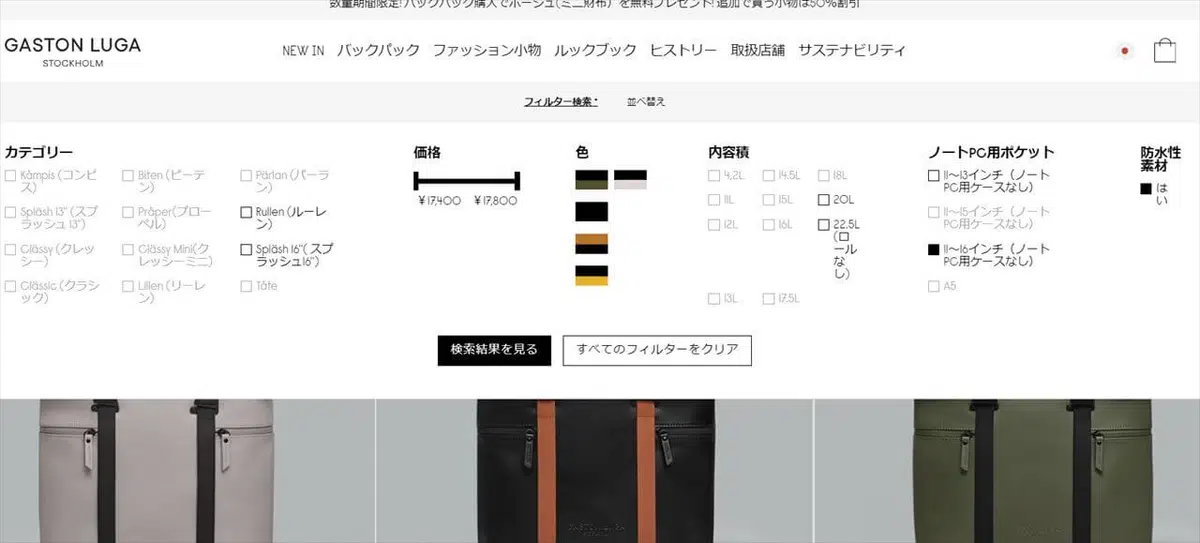 数量期間限定! バックパック購入でポーシュ(ミニ財布) を無料プレゼント! 追加で買う小物は50%割引
GASTON LUGA
STOCKHOLM
NEW IN バックパック ファッション小物 ルックブック ヒストリー 取扱店舗 サステナビリティ
フィルター検索* 並べ替え
カテゴリー
Kåmpis (コンピ
ス)
Biten (ビーテ
ン)
Pärlan (パーラ
ン)
Spläsh 13" (スプ
ラッシュ 13")
Pråper(プロー
ペル)
Rullen (ルーレ
ン)
Glässy (クレッ
シー)
Glässy Mini(ク
レッシーミニ)
Spläsh 16"( スプ
ラッシュ16")
Clässic (クラシ
ック)
Lillen (リーレ
ン)
Tåte
価格
¥17,400 ¥17,800
色
内容積
4,2L 14.5L 18L
11L 15L 20L
12L 16L 22.5L
(ロ
ール
な
し)
13L 17.5L
ノートPC用ポケット
11〜13インチ (ノート
PC用ケースなし)
11〜15インチ (ノート
PC用ケースなし)
11〜16インチ (ノート
PC用ケースなし)
A5
防水性
素材
は
い
検索結果を見る すべてのフィルターをクリア